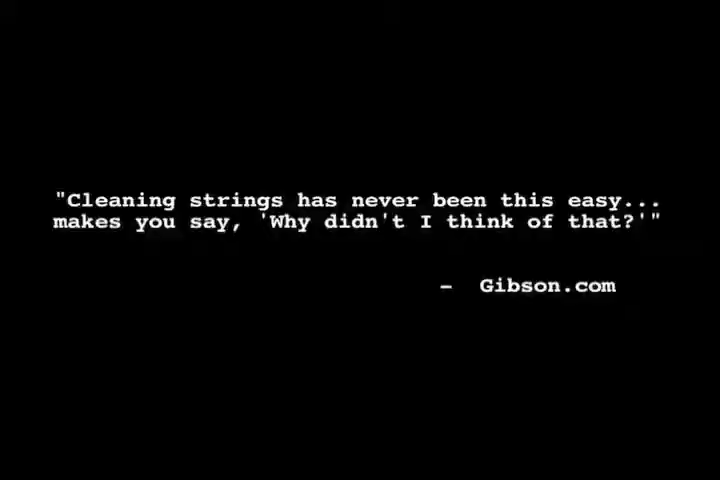 "Cleaning strings has never been this easy...
makes you say, 'Why didn't I think of that?'"
- Gibson.com